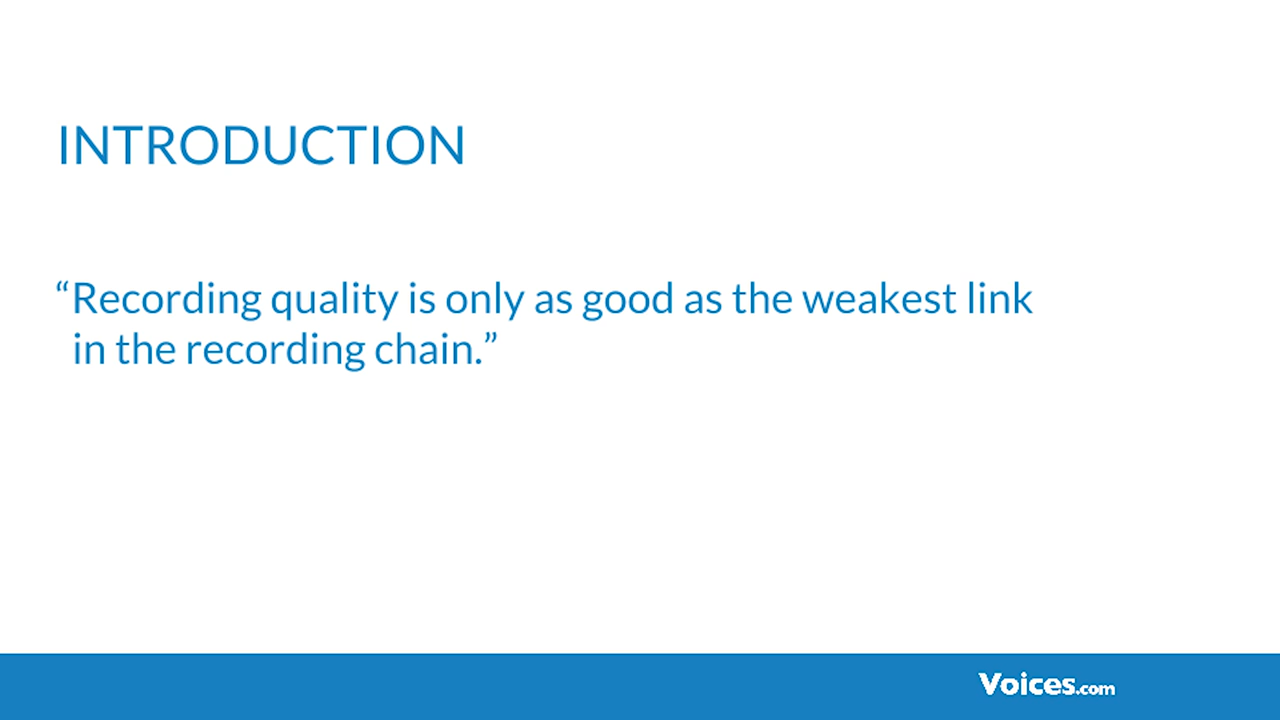 INTRODUCTION
“Recording quality is only as good as the weakest link
in the recording chain.”
Voices.com